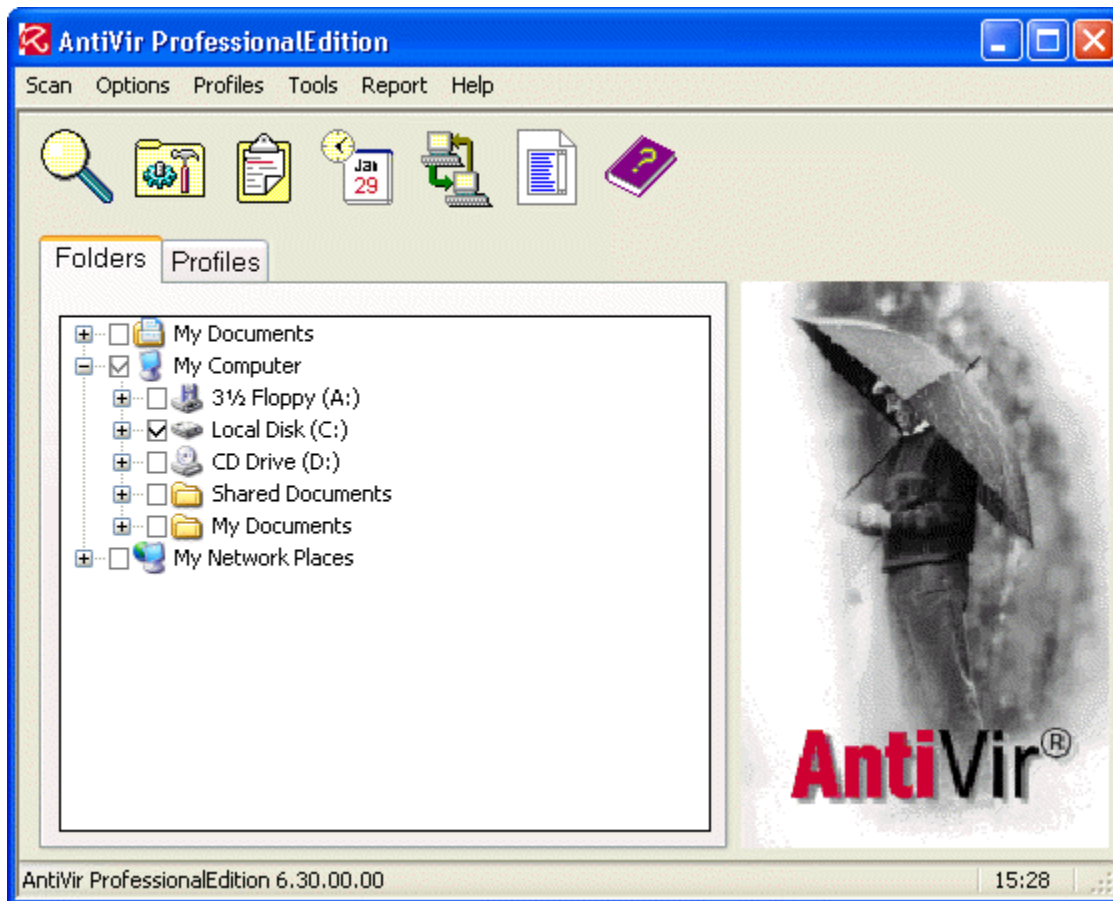 AntiVir ProfessionalEdition
Scan Options Profiles Tools Report Help
Jan
29
?
Folders Profiles
My Documents
My Computer
3½ Floppy (A:)
Local Disk (C:)
CD Drive (D:)
Shared Documents
My Documents
My Network Places
AntiVir®
AntiVir ProfessionalEdition 6.30.00.00 15:28